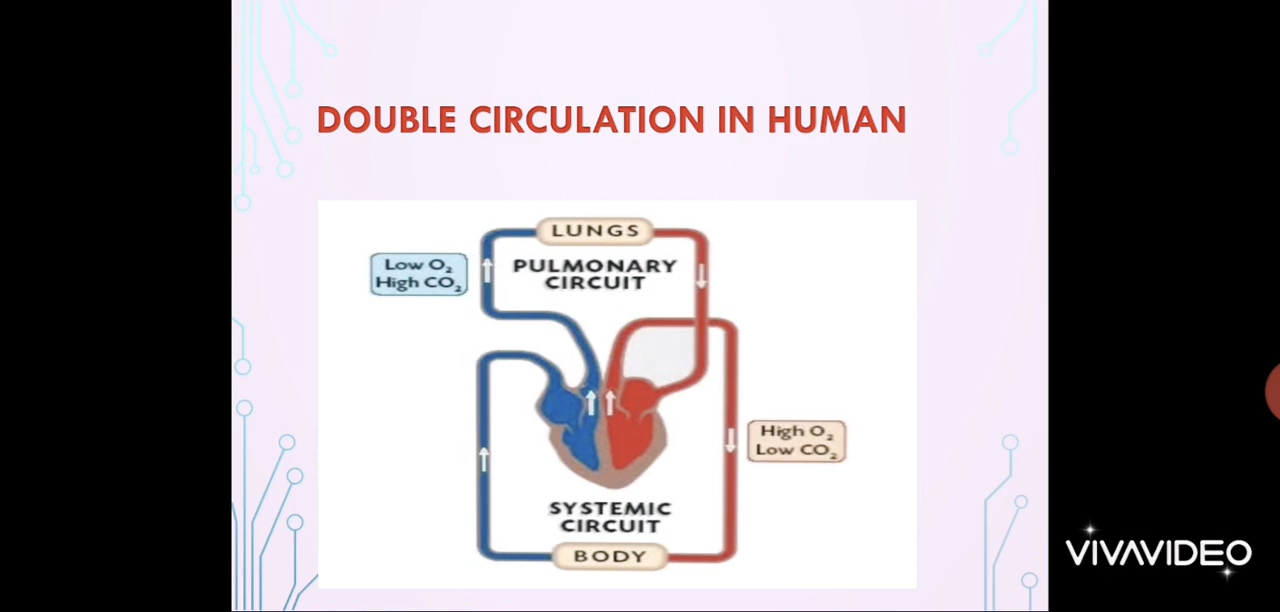 DOUBLE CIRCULATION IN HUMAN
LUNGS
Low O₂
High CO₂
PULMONARY
CIRCUIT
High O₂
Low CO₂
SYSTEMIC
CIRCUIT
BODY
VIVAVIDEO